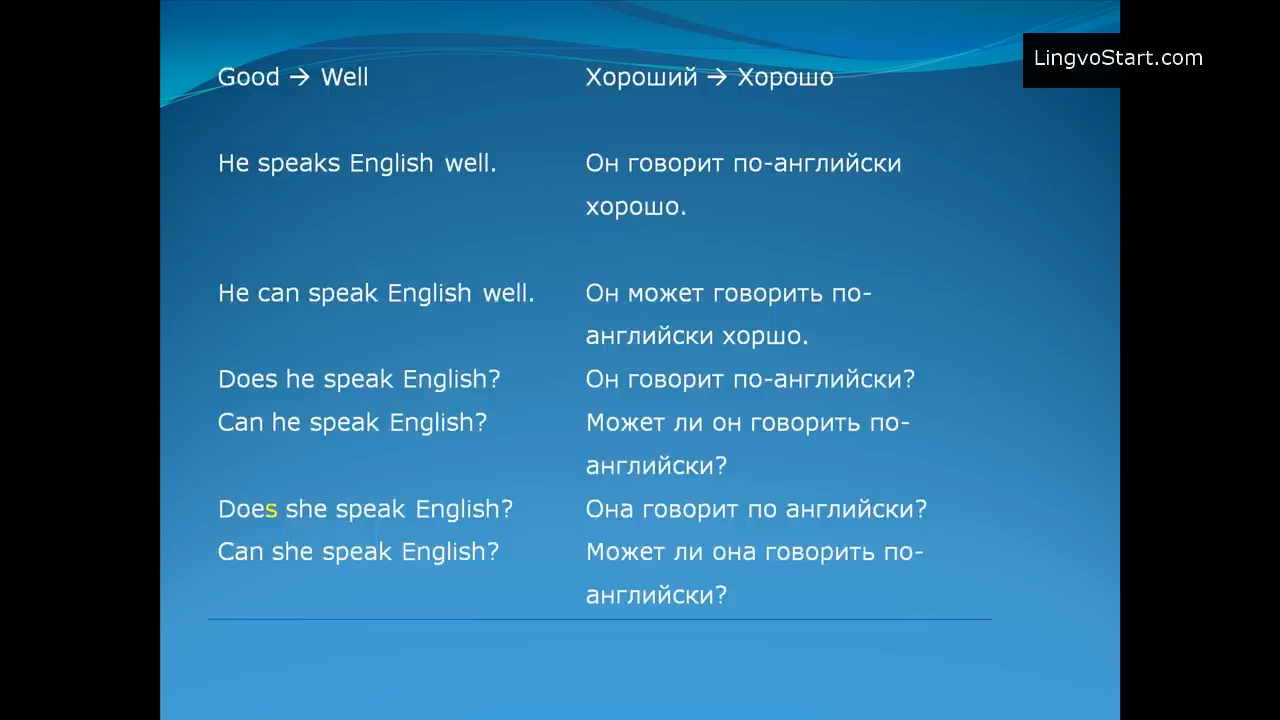 LingvoStart.com
Good → Well
Хороший → Хорошо
He speaks English well.
Он говорит по-английски
хорошо.
He can speak English well.
Он может говорить по-
английски хоршо.
Does he speak English?
Он говорит по-английски?
Can he speak English?
Может ли он говорить по-
английски?
Does she speak English?
Она говорит по английски?
Can she speak English?
Может ли она говорить по-
английски?